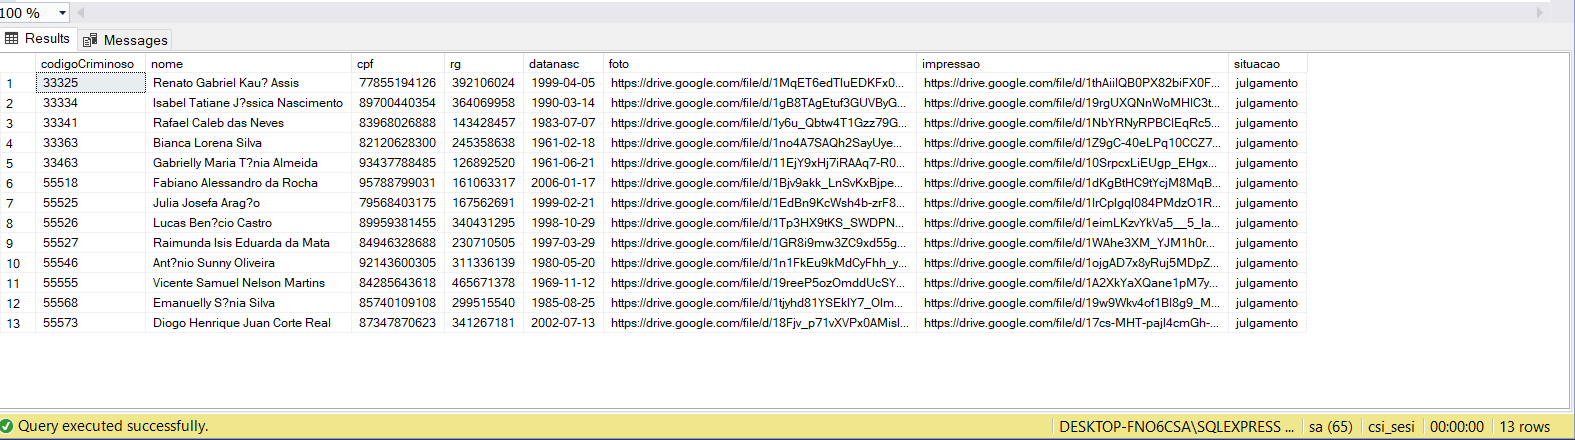 100 %
Results Messages
codigoCriminoso nome cpf rg datanasc foto impressao situacao
1 33325 Renato Gabriel Kau? Assis 77855194126 392106024 1999-04-05 https://drive.google.com/file/d/1MqET6edTluEDKFx0... https://drive.google.com/file/d/1thAiilQB0PX82biFX0F... julgamento
2 33334 Isabel Tatiane J?ssica Nascimento 89700440354 364069958 1990-03-14 https://drive.google.com/file/d/1gB8TAgEtuf3GUVByG... https://drive.google.com/file/d/19rgUXQNnWoMHlC3t... julgamento
3 33341 Rafael Caleb das Neves 83968026888 143428457 1983-07-07 https://drive.google.com/file/d/1y6u_Qbtw4T1Gzz79G... https://drive.google.com/file/d/1NbYRNyRPBClEqRc5... julgamento
4 33363 Bianca Lorena Silva 82120628300 245358638 1961-02-18 https://drive.google.com/file/d/1no4A7SAQh2SayUye... https://drive.google.com/file/d/1Z9gC-40eLPq10CCZ7... julgamento
5 33463 Gabrielly Maria T?nia Almeida 93437788485 126892520 1961-06-21 https://drive.google.com/file/d/11EjY9xHj7iRAAq7-R0... https://drive.google.com/file/d/10SrpcxLiEUgp_EHgx... julgamento
6 55518 Fabiano Alessandro da Rocha 95788799031 161063317 2006-01-17 https://drive.google.com/file/d/1Bjv9akk_LnSvKxBjpe... https://drive.google.com/file/d/1dKgBtHC9tYcjM8MqB... julgamento
7 55525 Julia Josefa Arag?o 79568403175 167562691 1999-02-21 https://drive.google.com/file/d/1EdBn9KcWsh4b-zrF8... https://drive.google.com/file/d/1IrCplgql084PMdzO1R... julgamento
8 55526 Lucas Ben?cio Castro 89959381455 340431295 1998-10-29 https://drive.google.com/file/d/1Tp3HX9tKS_SWDPN... https://drive.google.com/file/d/1eimLKzvYkVa5__5_Ia... julgamento
9 55527 Raimunda Isis Eduarda da Mata 84946328688 230710505 1997-03-29 https://drive.google.com/file/d/1GR8i9mw3ZC9xd55g... https://drive.google.com/file/d/1WAhe3XM_YJM1h0r... julgamento
10 55546 Ant?nio Sunny Oliveira 92143600305 311336139 1980-05-20 https://drive.google.com/file/d/1n1FkEu9kMdCyFhh_y... https://drive.google.com/file/d/1ojgAD7x8yRuj5MDpZ... julgamento
11 55555 Vicente Samuel Nelson Martins 84285643618 465671378 1969-11-12 https://drive.google.com/file/d/19reeP5ozOmddUcSY... https://drive.google.com/file/d/1A2XkYaXQane1pM7y... julgamento
12 55568 Emanuelly S?nia Silva 85740109108 299515540 1985-08-25 https://drive.google.com/file/d/1tjyhd81YSEklY7_Olm... https://drive.google.com/file/d/19w9Wkv4of1Bl8g9_M... julgamento
13 55573 Diogo Henrique Juan Corte Real 87347870623 341267181 2002-07-13 https://drive.google.com/file/d/18Fjv_p71vXVPx0AMisl... https://drive.google.com/file/d/17cs-MHT-pajl4cmGh-... julgamento
Query executed successfully. DESKTOP-FNO6CSA\SQLEXPRESS ... sa (65) csi_sesi 00:00:00 13 rows